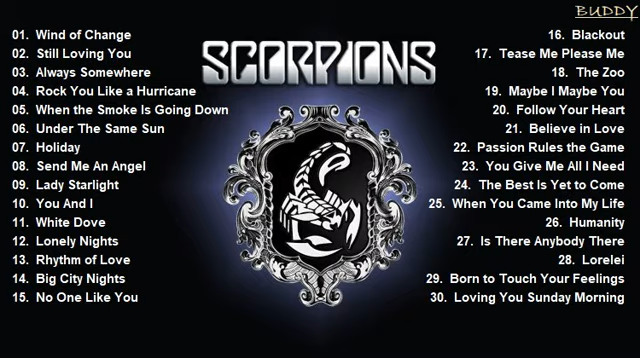 BUDDY
SCORPIONS
01. Wind of Change
02. Still Loving You
03. Always Somewhere
04. Rock You Like a Hurricane
05. When the Smoke Is Going Down
06. Under The Same Sun
07. Holiday
08. Send Me An Angel
09. Lady Starlight
10. You And I
11. White Dove
12. Lonely Nights
13. Rhythm of Love
14. Big City Nights
15. No One Like You
16. Blackout
17. Tease Me Please Me
18. The Zoo
19. Maybe I Maybe You
20. Follow Your Heart
21. Believe in Love
22. Passion Rules the Game
23. You Give Me All I Need
24. The Best Is Yet to Come
25. When You Came Into My Life
26. Humanity
27. Is There Anybody There
28. Lorelei
29. Born to Touch Your Feelings
30. Loving You Sunday Morning